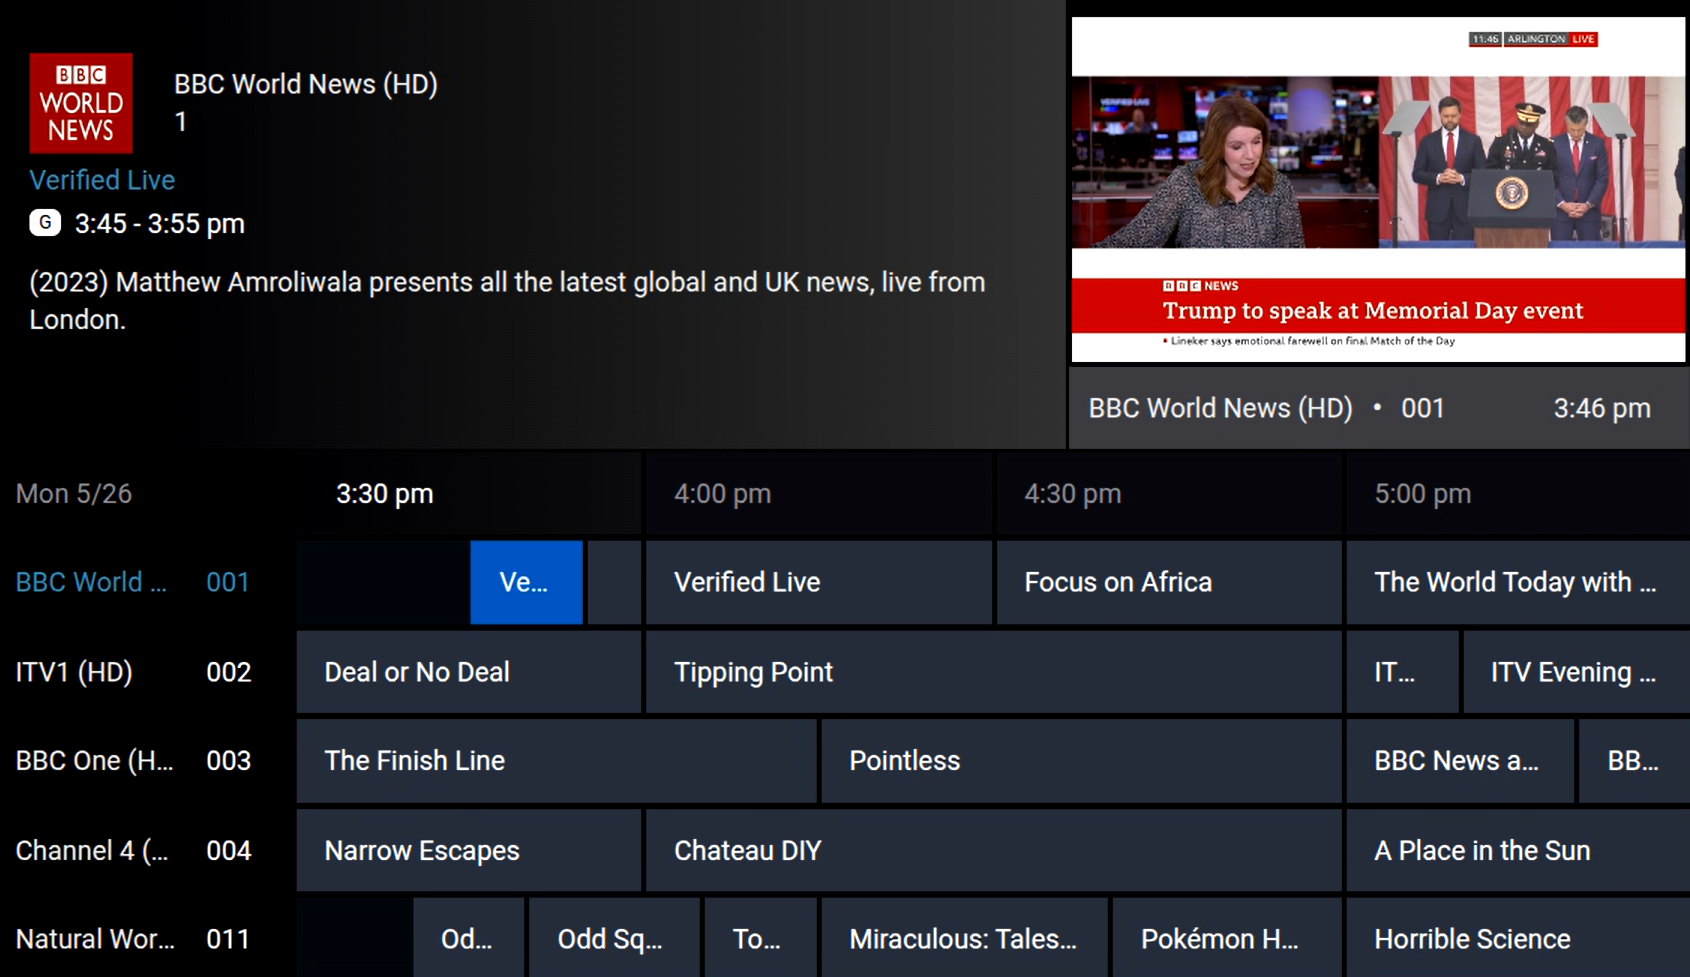 BBC
WORLD
NEWS
BBC World News (HD)
1
Verified Live
G 3:45 - 3:55 pm
(2023) Matthew Amroliwala presents all the latest global and UK news, live from
London.
11:46 ARLINGTON LIVE
VERIFIED LIVE
BBC NEWS
Trump to speak at Memorial Day event
• Lineker says emotional farewell on final Match of the Day
BBC World News (HD) • 001 3:46 pm
Mon 5/26 3:30 pm 4:00 pm 4:30 pm 5:00 pm
BBC World ... 001 Ve... Verified Live Focus on Africa The World Today with ...
ITV1 (HD) 002 Deal or No Deal Tipping Point IT... ITV Evening ...
BBC One (H... 003 The Finish Line Pointless BBC News a... BB...
Channel 4 (... 004 Narrow Escapes Chateau DIY A Place in the Sun
Natural Wor... 011 Od... Odd Sq... To... Miraculous: Tales... Pokémon H... Horrible Science